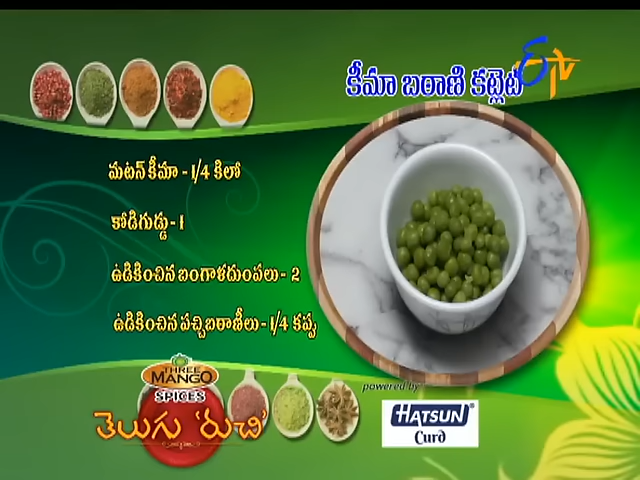 కీమా బఠాణి కట్లెట్
etv
మటన్ కీమా - 1/4 కిలో
కోడిగుడ్డు - 1
ఉడికించిన బంగాళదుంపలు - 2
ఉడికించిన పచ్చిబఠాణీలు - 1/4 కప్పు
THREE
MANGO
SPICES
తెలుగు 'రుచి'
powered by
HATSUN®
Curd